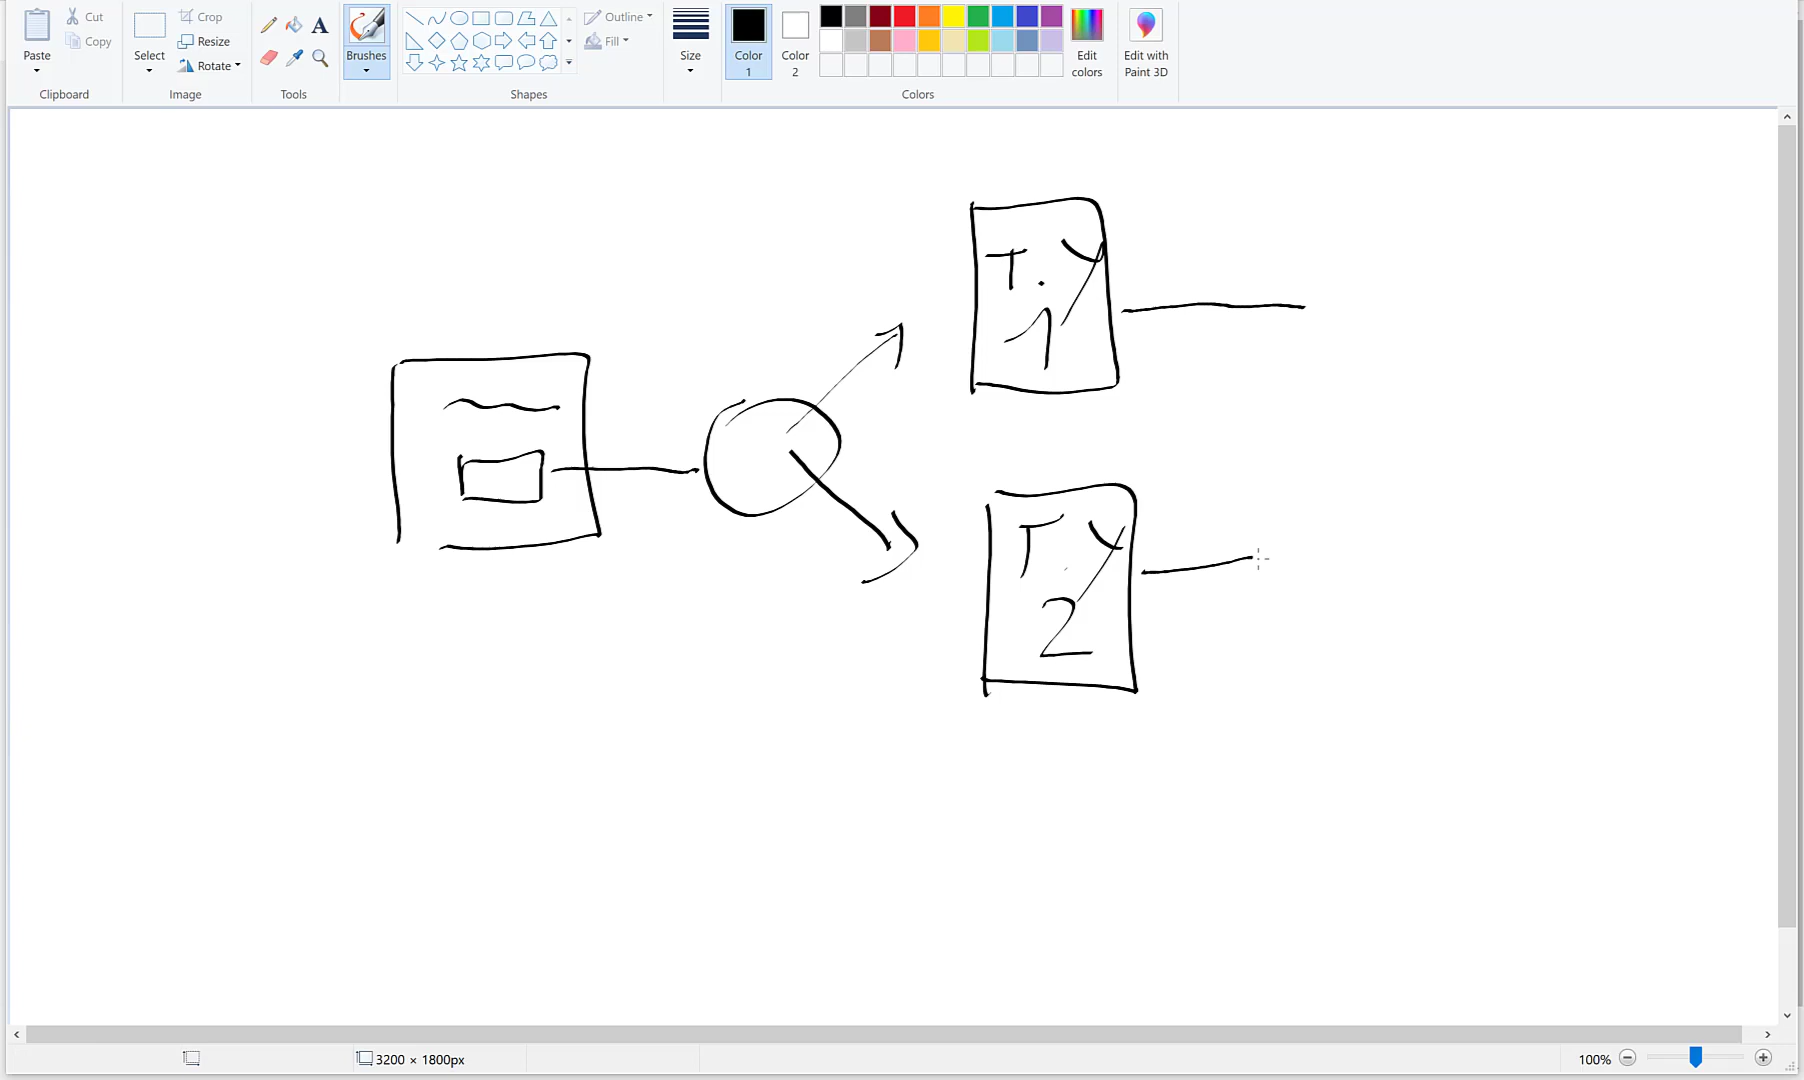 Cut
Copy
Paste
Clipboard
Select
Crop
Resize
Rotate
Image
A
Tools
Brushes
Outline
Fill
Shapes
Size
Color
1
Color
2
Edit
colors
Colors
Edit with
Paint 3D
т. У
1
Т. У
2
3200 × 1800px
100%